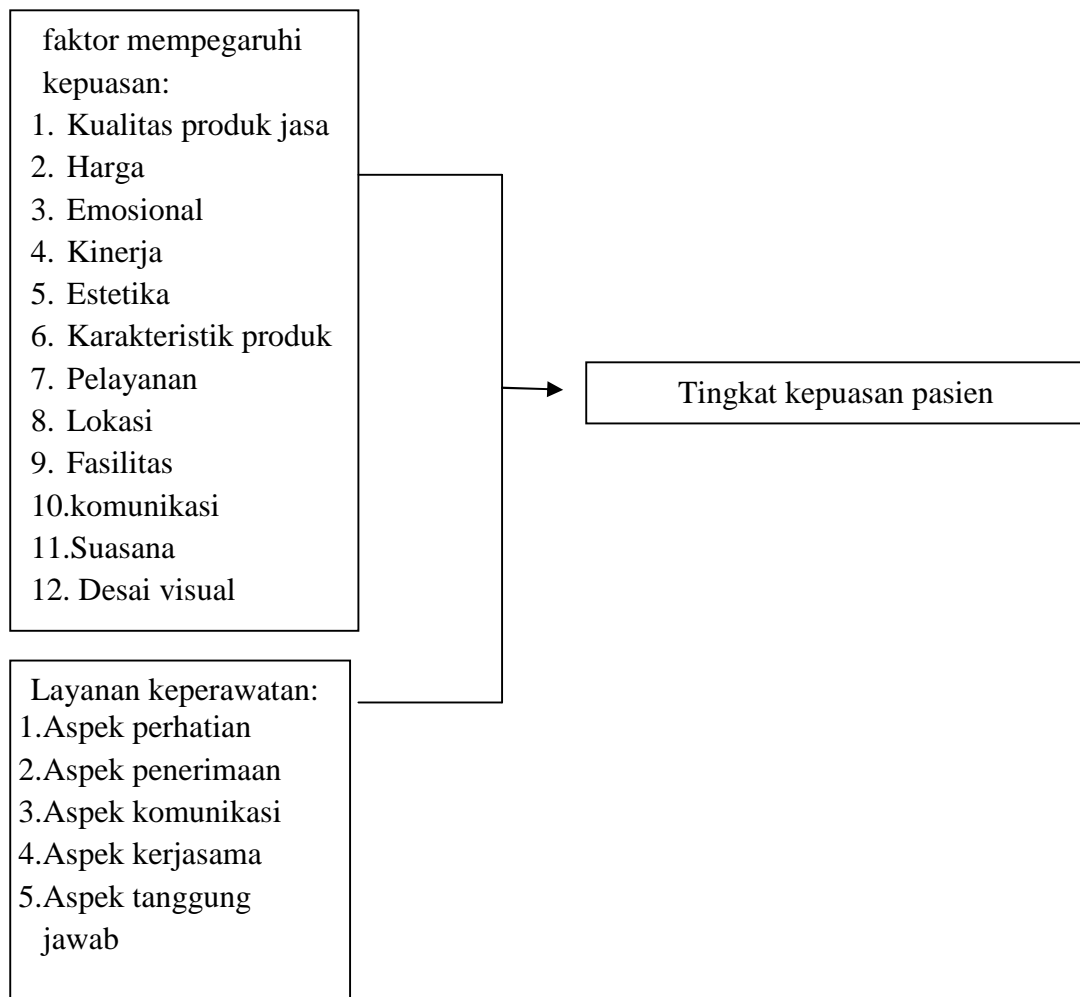 faktor mempegaruhi
kepuasan:
1. Kualitas produk jasa
2. Harga
3. Emosional
4. Kinerja
5. Estetika
6. Karakteristik produk
7. Pelayanan
8. Lokasi
9. Fasilitas
10.komunikasi
11.Suasana
12. Desai visual
Tingkat kepuasan pasien
Layanan keperawatan:
1.Aspek perhatian
2.Aspek penerimaan
3.Aspek komunikasi
4.Aspek kerjasama
5.Aspek tanggung
jawab